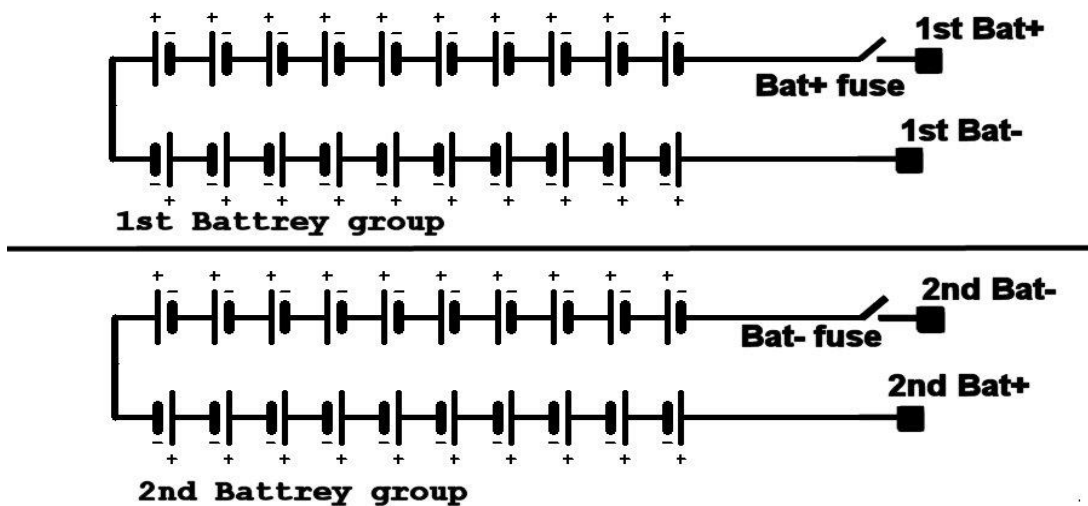 + + + + + + + + + +
- - - - - - - - - -
1st Bat+
Bat+ fuse
1st Bat-
- - - - - - - - - -
+ + + + + + + + + +
1st Battrey group
+ + + + + + + + + +
- - - - - - - - - -
2nd Bat-
Bat- fuse
2nd Bat+
- - - - - - - - - -
+ + + + + + + + + +
2nd Battrey group